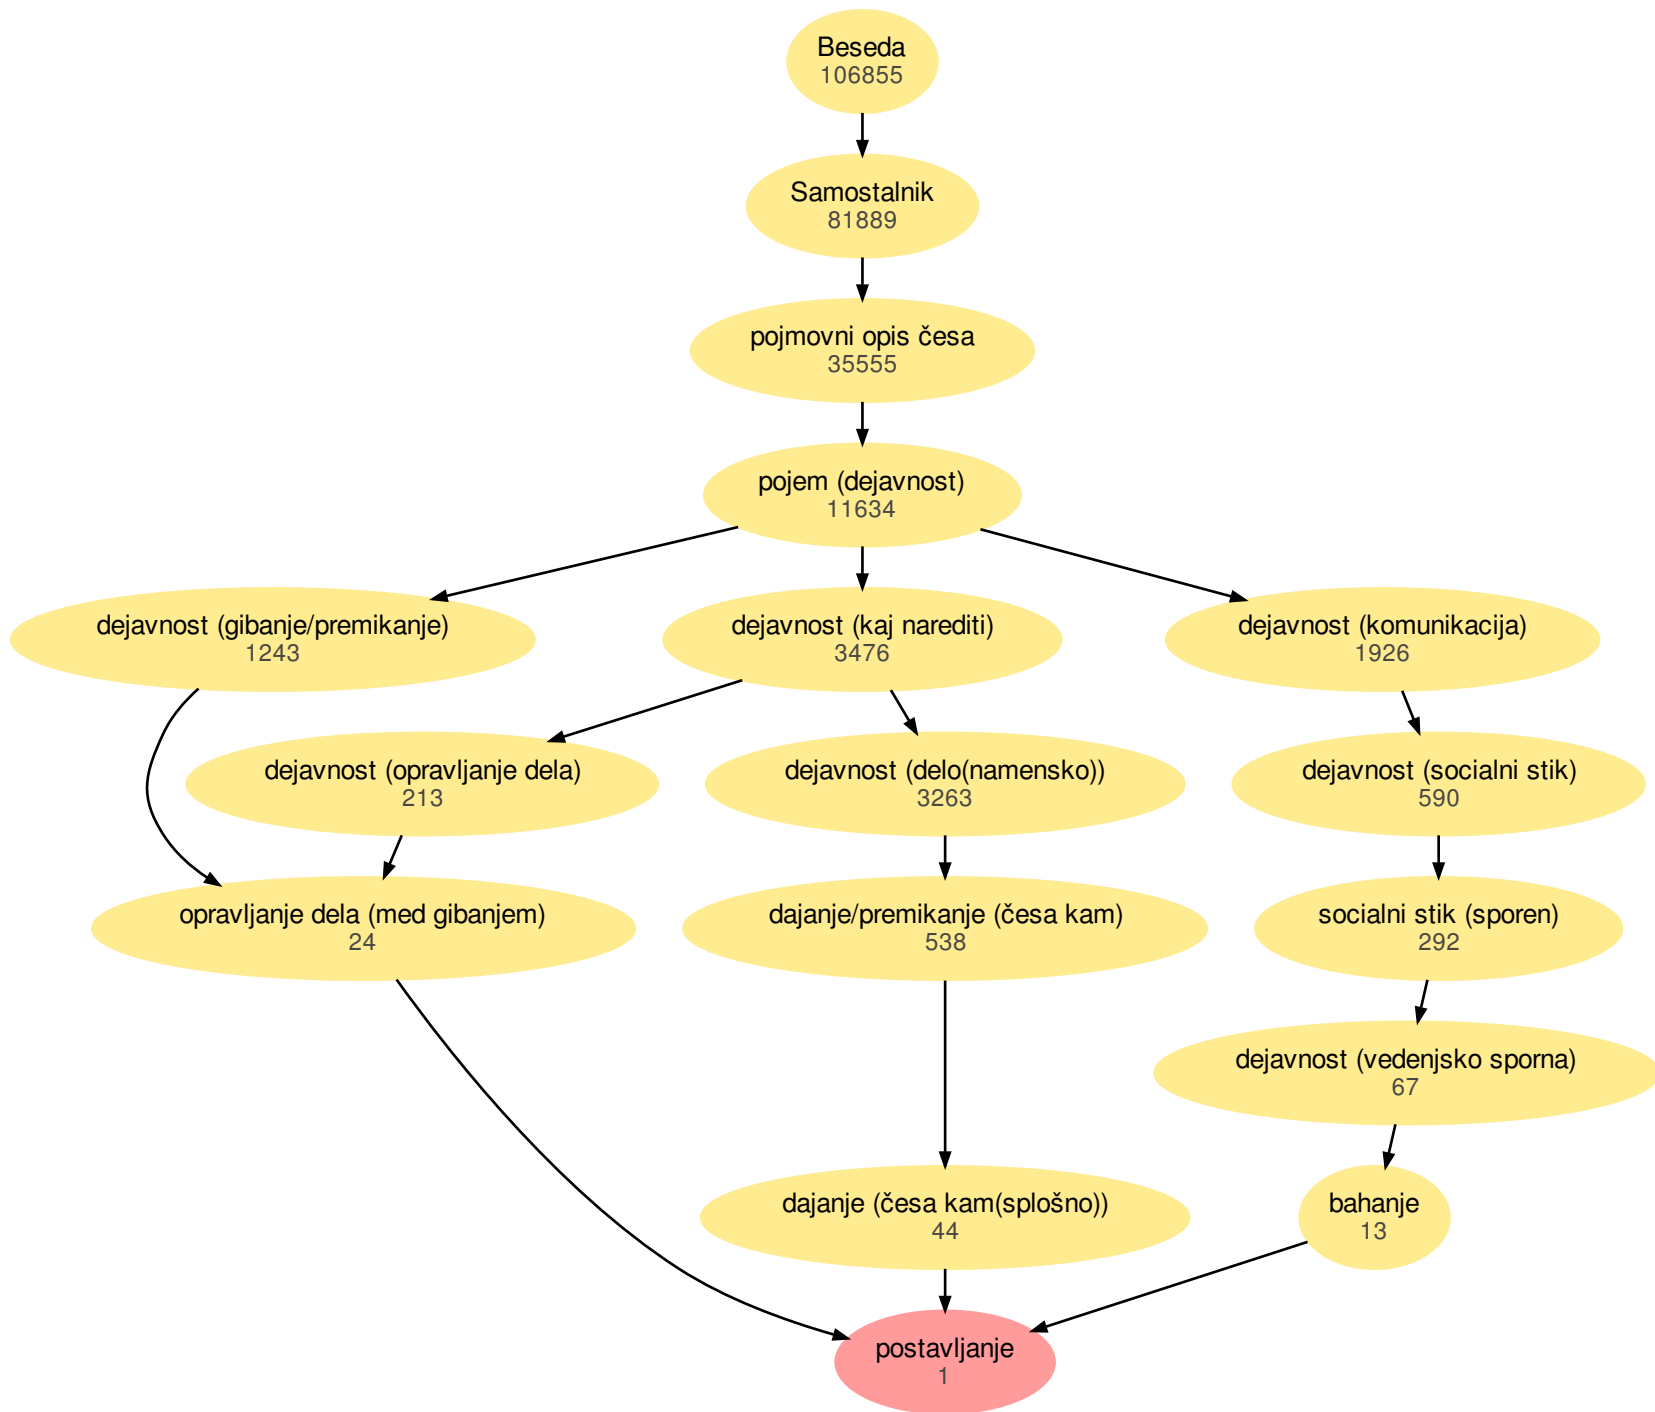 Beseda
106855
Samostalnik
81889
pojmovni opis česa
35555
pojem (dejavnost)
11634
dejavnost (gibanje/premikanje)
1243
dejavnost (kaj narediti)
3476
dejavnost (komunikacija)
1926
dejavnost (opravljanje dela)
213
dejavnost (delo(namensko))
3263
dejavnost (socialni stik)
590
opravljanje dela (med gibanjem)
24
dajanje/premikanje (česa kam)
538
socialni stik (sporen)
292
dejavnost (vedenjsko sporna)
67
dajanje (česa kam(splošno))
44
bahanje
13
postavljanje
1